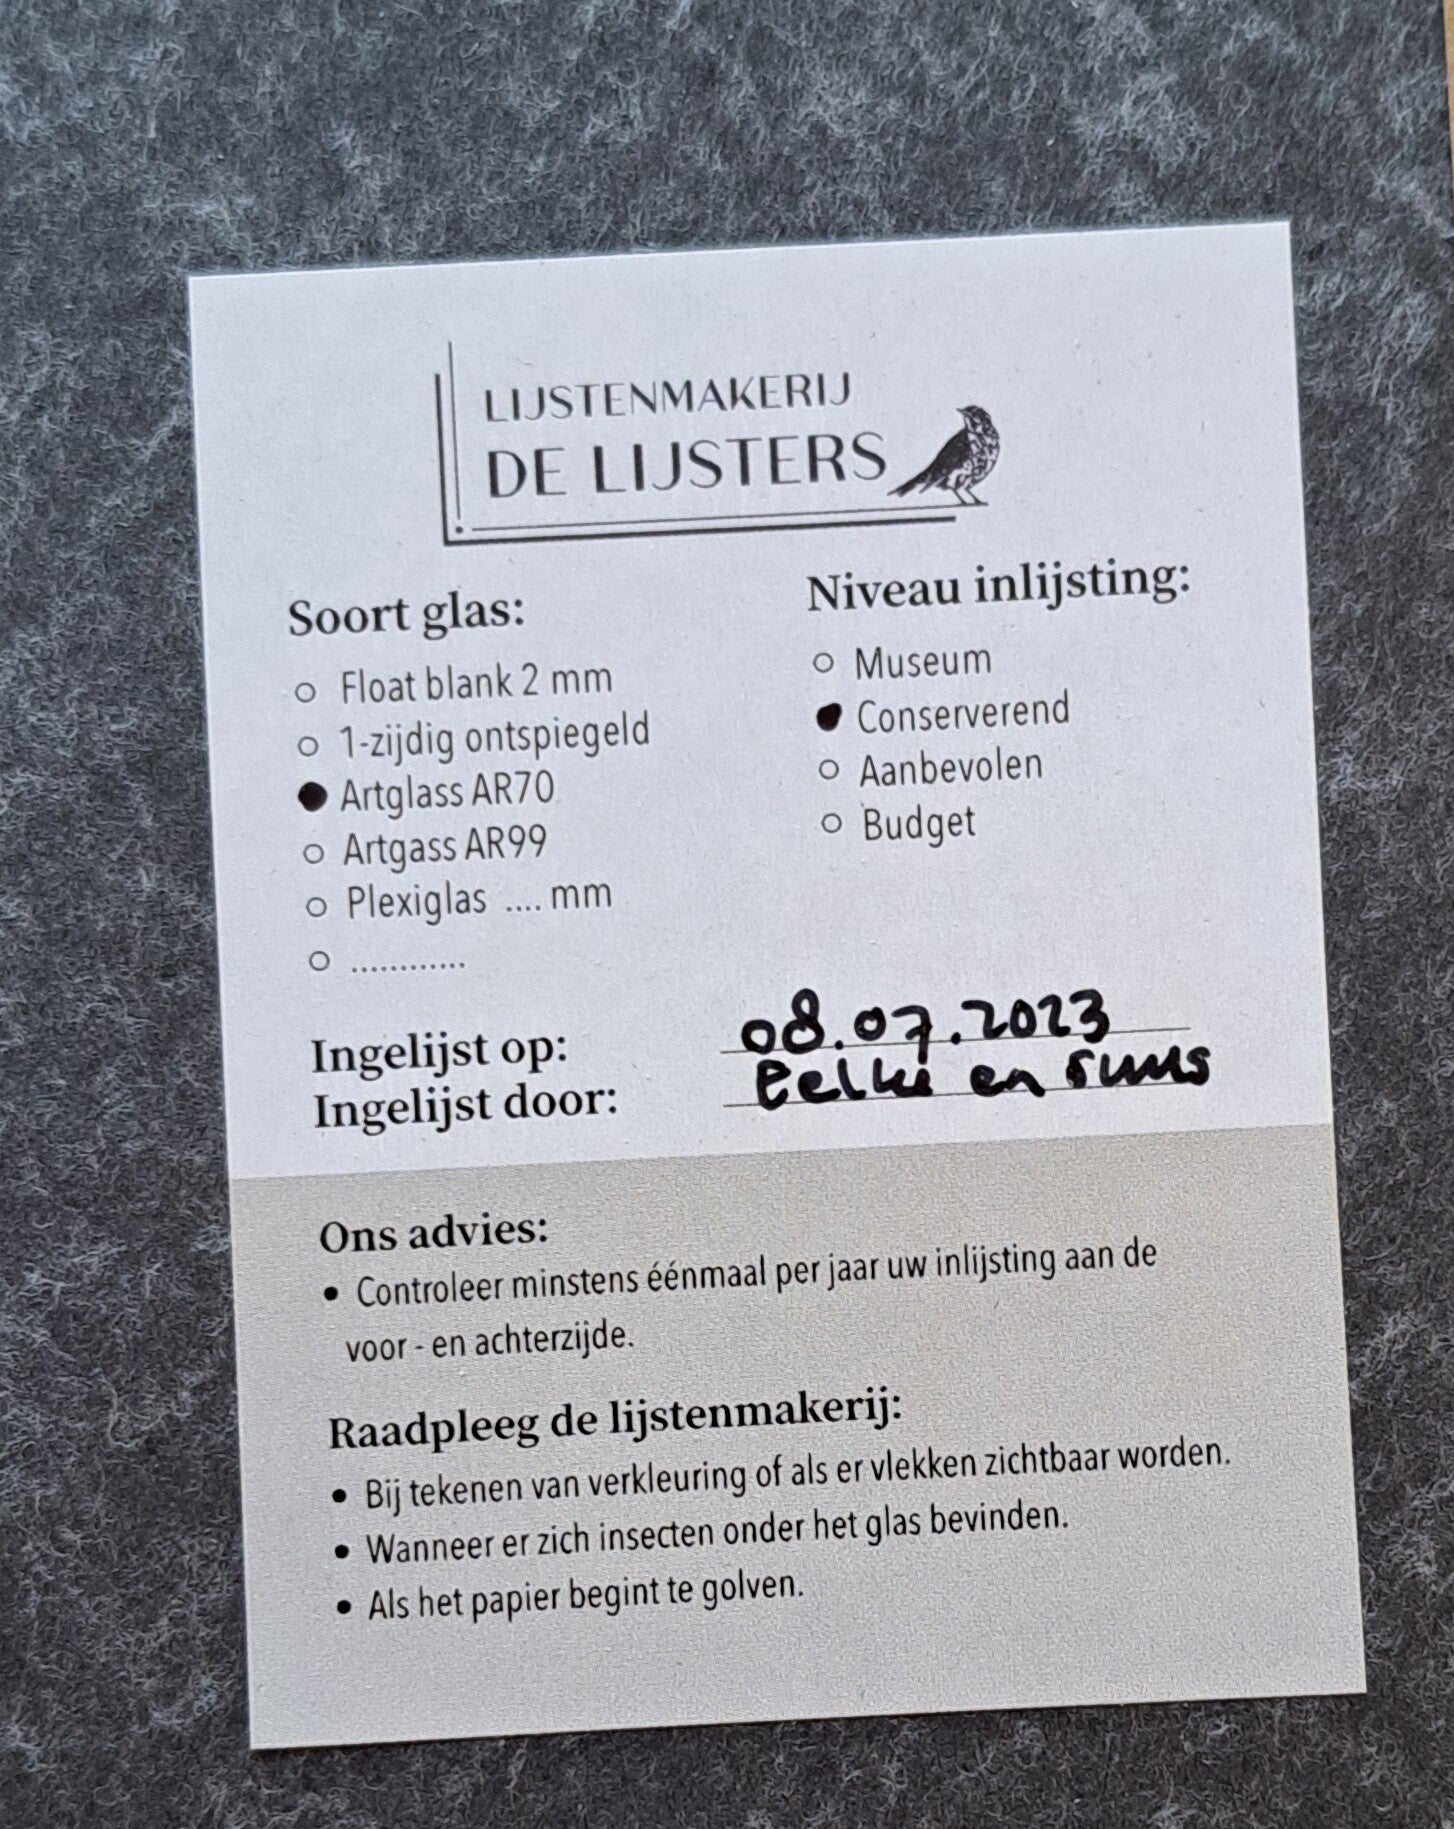 LIJSTENMAKERIJ
DE LIJSTERS
Soort glas:
Float blank 2 mm
1-zijdig ontspiegeld
Artglass AR70
Artgass AR99
Plexiglas .... mm
............
Niveau inlijsting:
Museum
Conserverend
Aanbevolen
Budget
Ingelijst op: 08.07.2023
Ingelijst door: en
Ons advies:
• Controleer minstens éénmaal per jaar uw inlijsting aan de
voor - en achterzijde.
Raadpleeg de lijstenmakerij:
• Bij tekenen van verkleuring of als er vlekken zichtbaar worden.
• Wanneer er zich insecten onder het glas bevinden.
• Als het papier begint te golven.